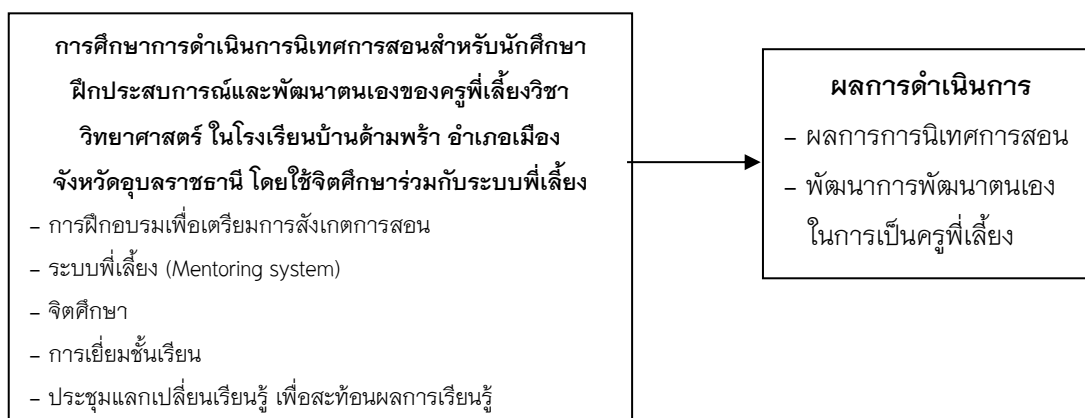 การศึกษาการดำเนินการนิเทศการสอนสำหรับนักศึกษา
ฝึกประสบการณ์และพัฒนาตนเองของครูพี่เลี้ยงวิชา
วิทยาศาสตร์ ในโรงเรียนบ้านด้ามพร้า อำเภอเมือง
จังหวัดอุบลราชธานี โดยใช้จิตศึกษาร่วมกับระบบพี่เลี้ยง
– การฝึกอบรมเพื่อเตรียมการสังเกตการสอน
– ระบบพี่เลี้ยง (Mentoring system)
– จิตศึกษา
– การเยี่ยมชั้นเรียน
– ประชุมแลกเปลี่ยนเรียนรู้ เพื่อสะท้อนผลการเรียนรู้
ผลการดำเนินการ
– ผลการการนิเทศการสอน
– พัฒนาการพัฒนาตนเอง
ในการเป็นครูพี่เลี้ยง